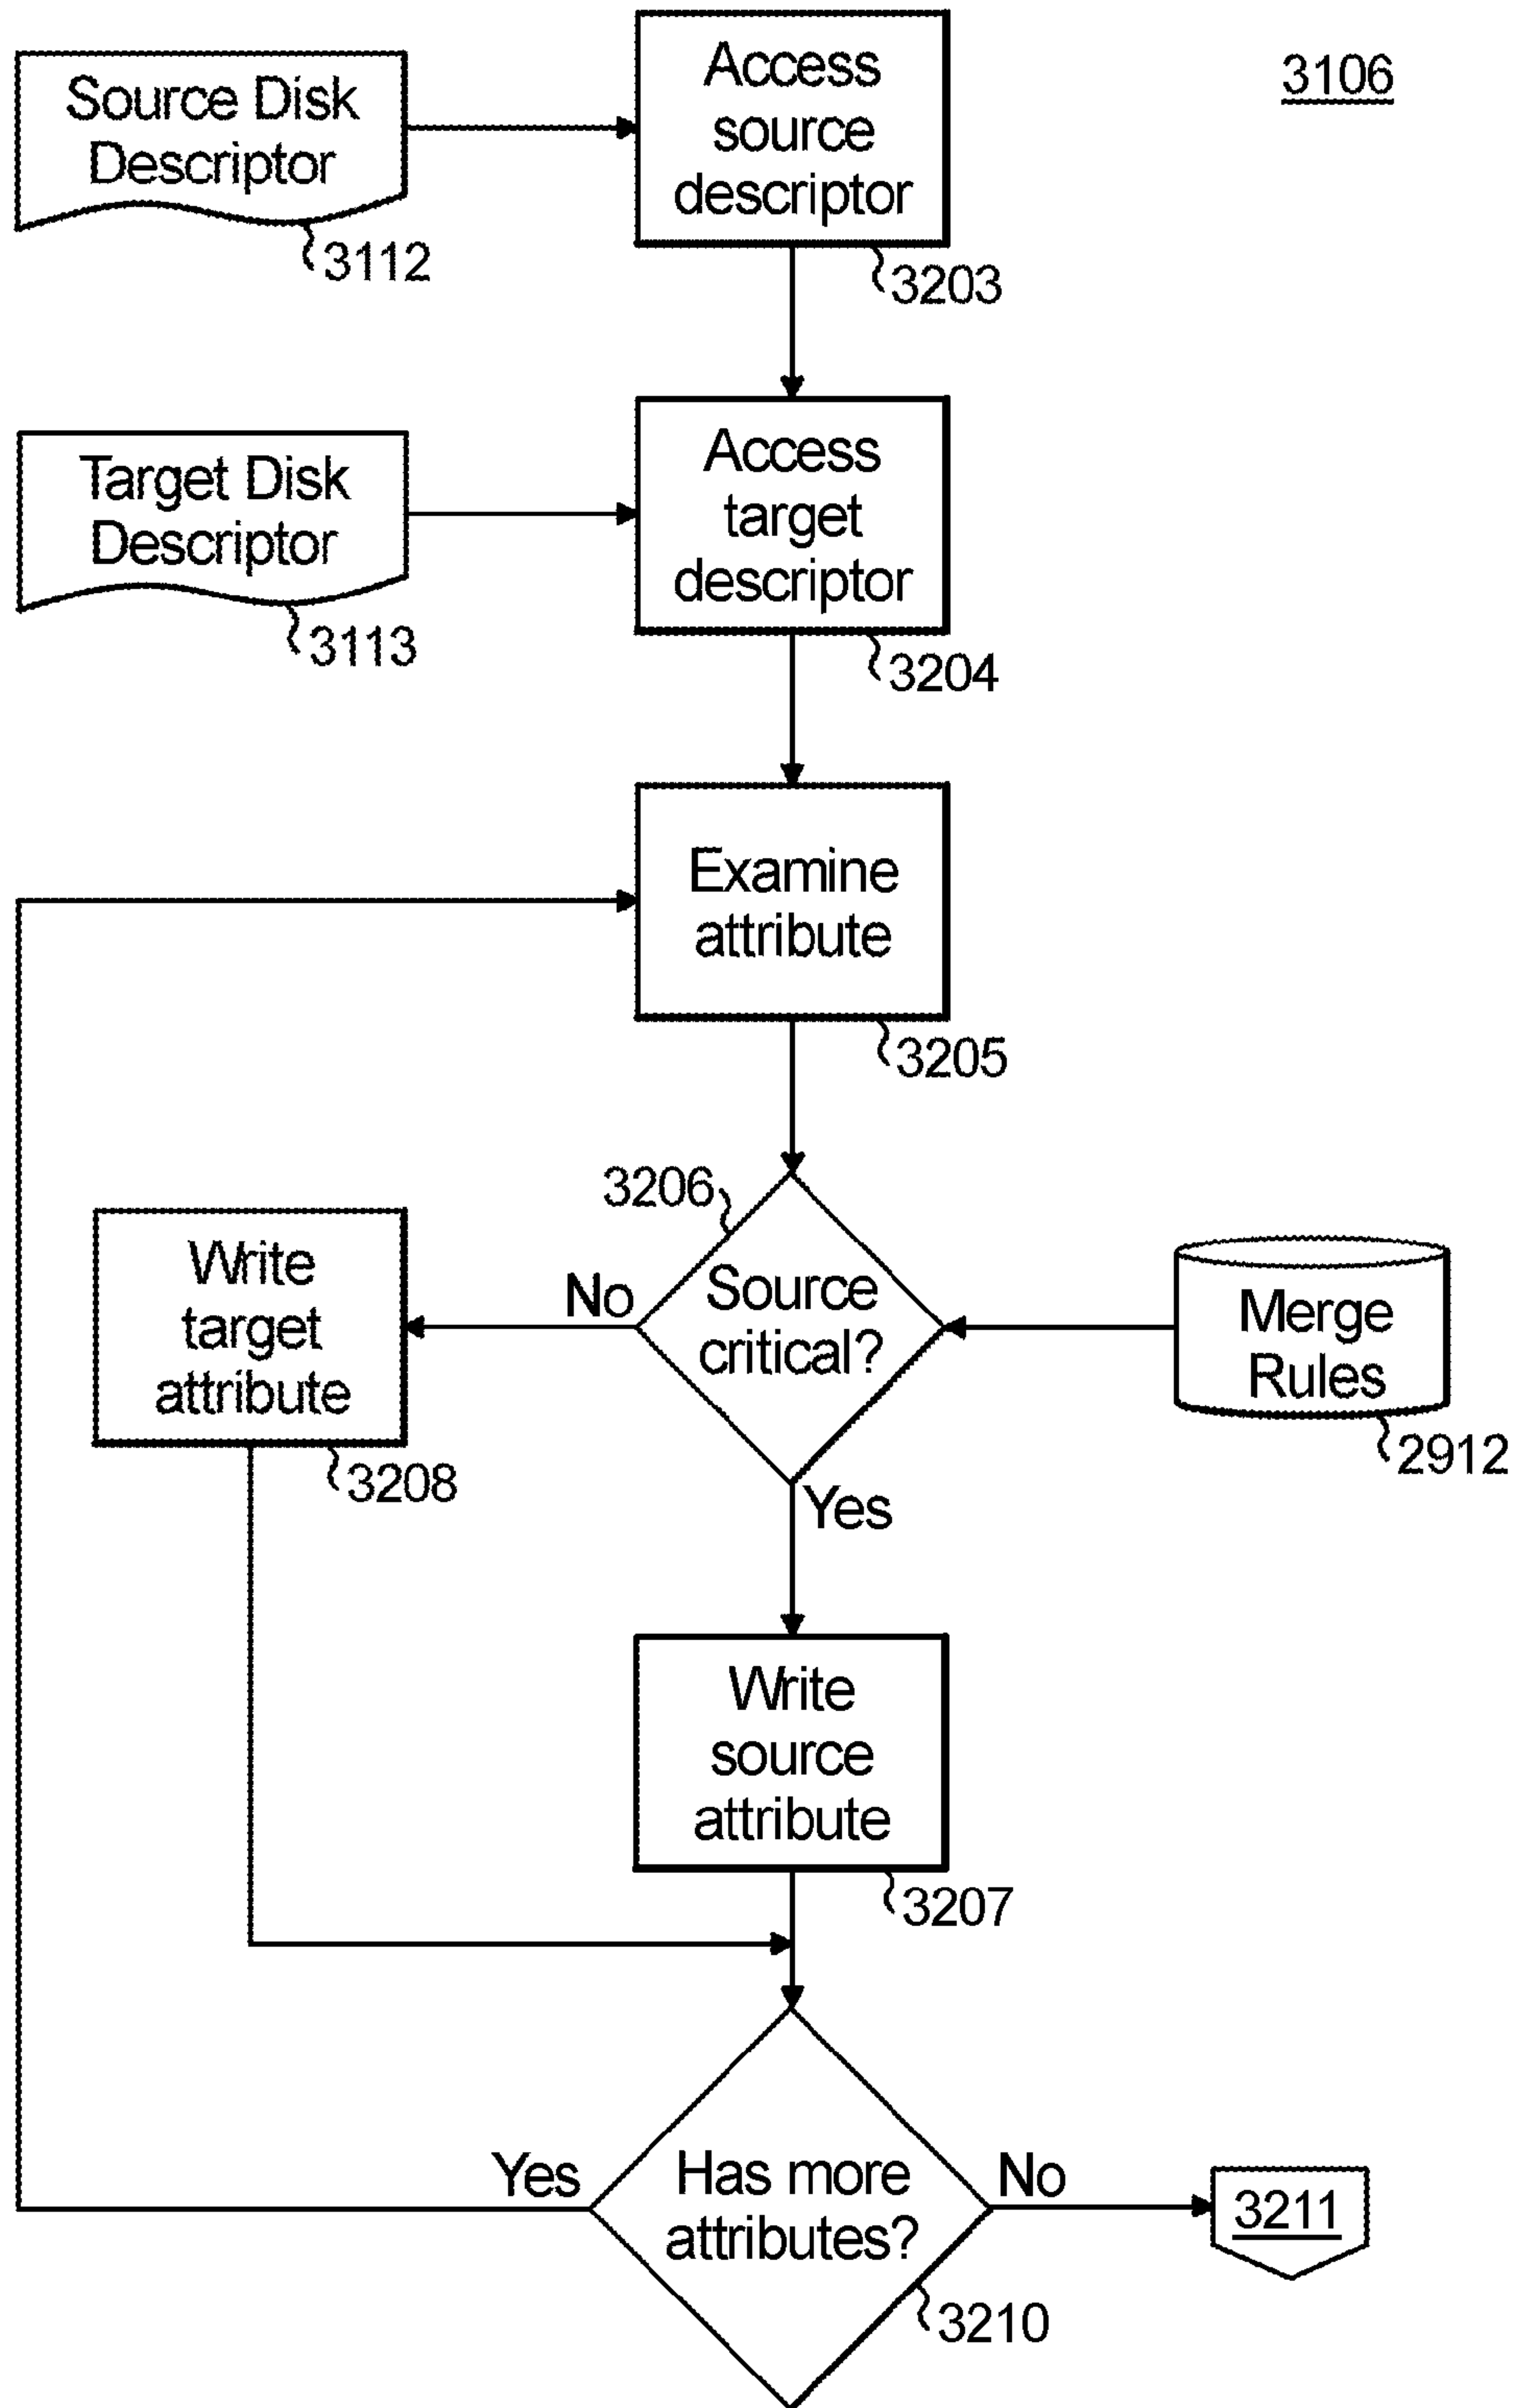 3106
Source Disk
Descriptor
3112
Access
source
descriptor
3203
Target Disk
Descriptor
3113
Access
target
descriptor
3204
Examine
attribute
3205
3206
Source
critical?
No
Yes
Write
target
attribute
3208
Merge
Rules
2912
Write
source
attribute
3207
Has more
attributes?
Yes
No
3210
3211